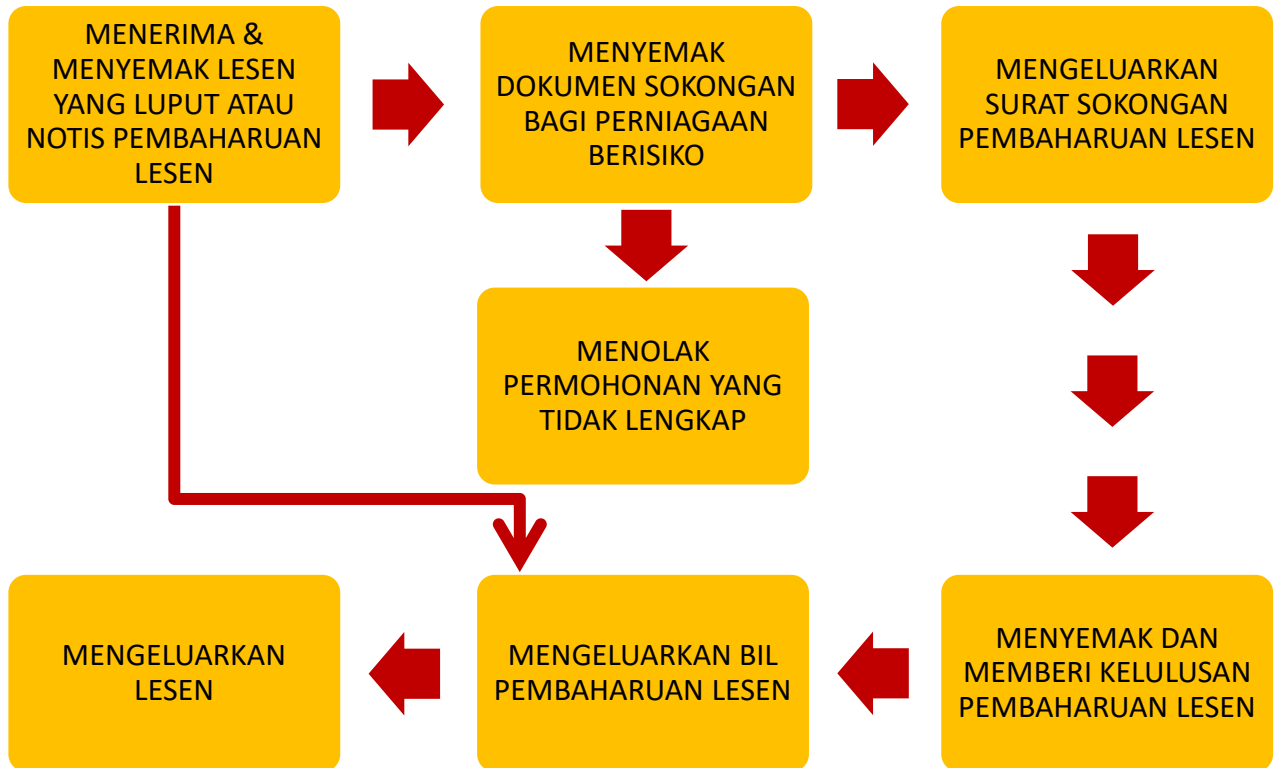 MENERIMA &
MENYEMAK LESEN
YANG LUPUT ATAU
NOTIS PEMBAHARUAN
LESEN
MENYEMAK
DOKUMEN SOKONGAN
BAGI PERNIAGAAN
BERISIKO
MENGELUARKAN
SURAT SOKONGAN
PEMBAHARUAN LESEN
MENOLAK
PERMOHONAN YANG
TIDAK LENGKAP
MENGELUARKAN
LESEN
MENGELUARKAN BIL
PEMBAHARUAN LESEN
MENYEMAK DAN
MEMBERI KELULUSAN
PEMBAHARUAN LESEN